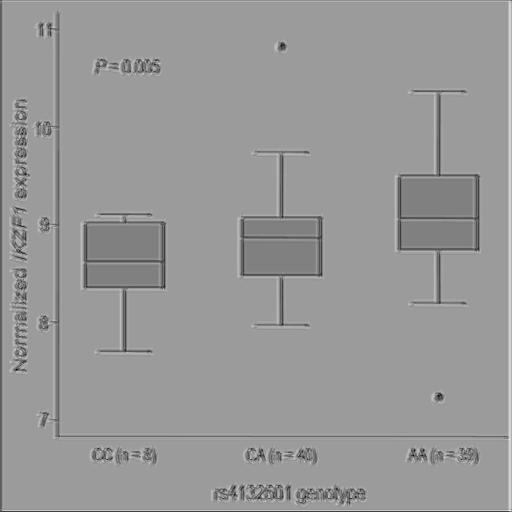 11
P = 0.005
10
9
8
7
Normalized IKZF1 expression
CC (n = 8)
CA (n = 40)
AA (n = 39)
rs4132601 genotype